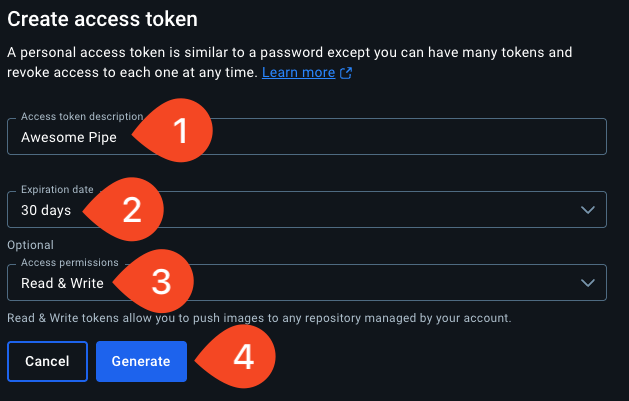 Create access token
A personal access token is similar to a password except you can have many tokens and
revoke access to each one at any time. Learn more
Access token description
Awesome Pipe
1
Expiration date
30 days
2
Optional
Access permissions
Read & Write
3
Read & Write tokens allow you to push images to any repository managed by your account.
Cancel
Generate
4